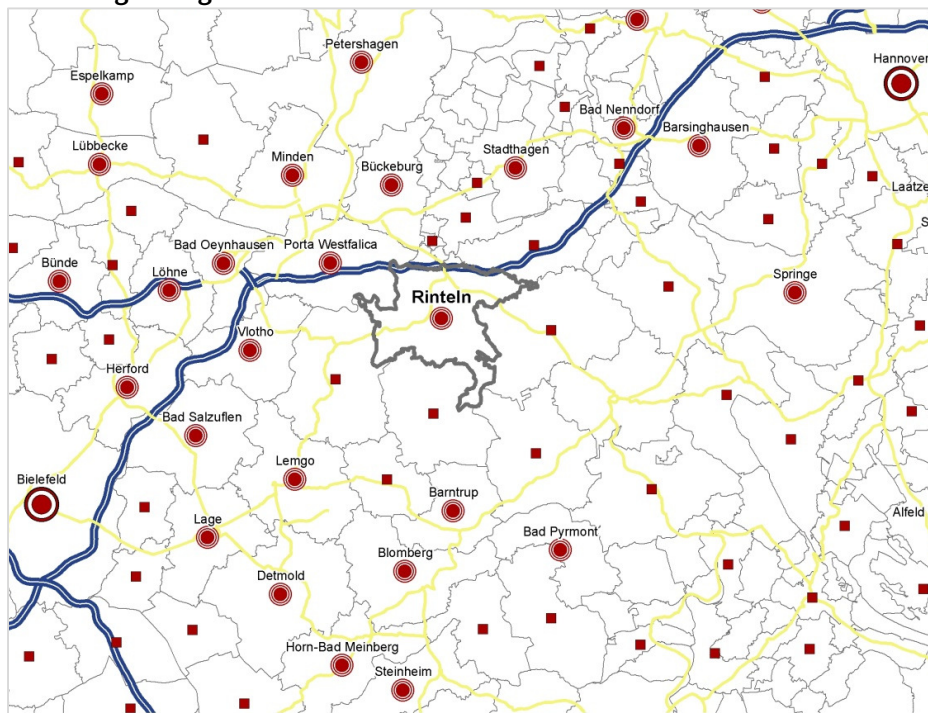 Petershagen
Hannover
Espelkamp
Bad Nenndorf
Barsinghausen
Lübbecke
Minden
Bückeburg
Stadthagen
Bad Oeynhausen
Porta Westfalica
Bünde
Löhne
Springe
Rinteln
Vlotho
Herford
Bad Salzuflen
Lemgo
Bielefeld
Barntrup
Alfeld
Lage
Bad Pyrmont
Blomberg
Detmold
Horn-Bad Meinberg
Steinheim